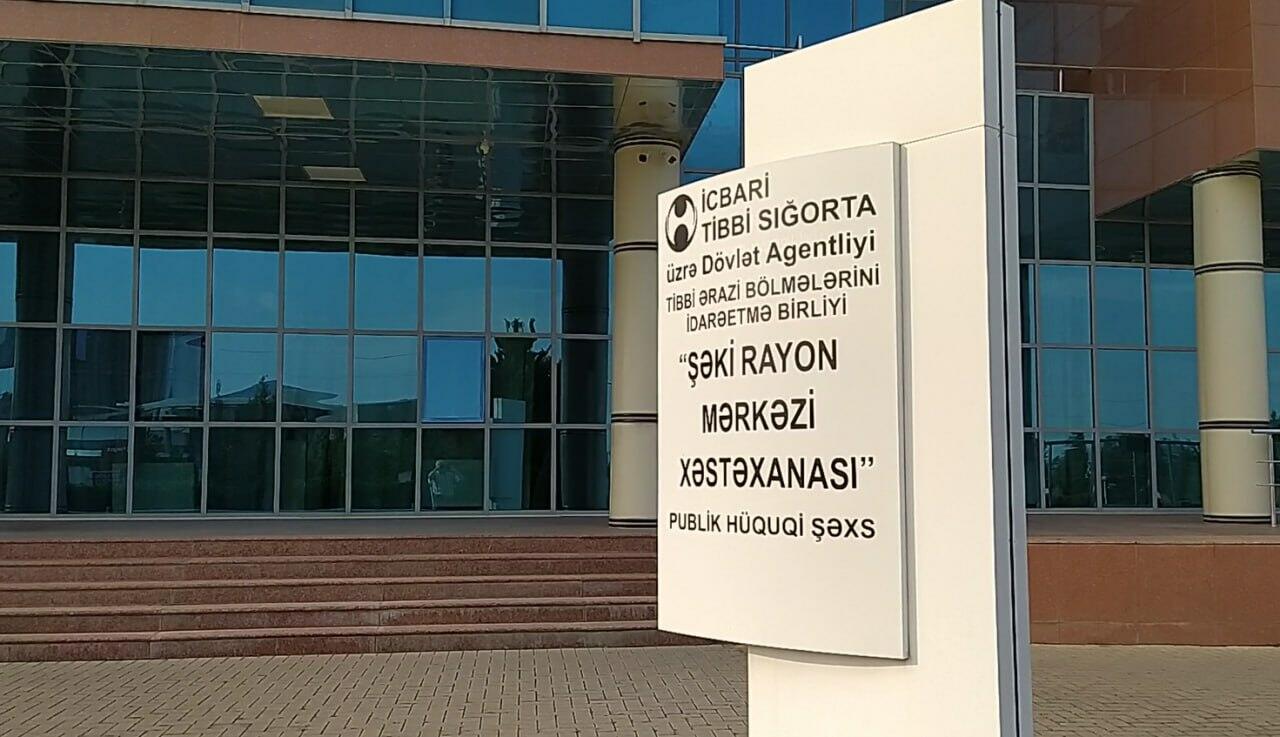 İCBARİ
TİBBİ SIĞORTA
üzrə Dövlət Agentliyi
TİBBİ ƏRAZİ BÖLMƏLƏRİNİ
İDARƏETMƏ BİRLİYİ
“ŞƏKİ RAYON
MƏRKƏZİ
XƏSTƏXANASI”
PUBLİK HÜQUQİ ŞƏXS